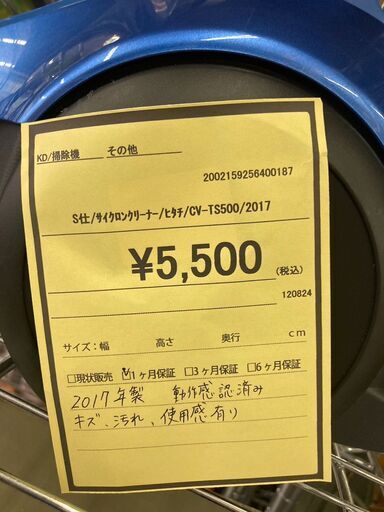 KD/掃除機 その他
2002159256400187
S仕/ｻｲｸﾛﾝｸﾘｰﾅｰ/ﾋﾀﾁ/CV-TS500/2017
¥5,500 (税込)
120824
サイズ:幅 高さ 奥行 cm
□現状販売 ☑1ヶ月保証 □3ヶ月保証 □6ヶ月保証
2017年製 動作感認済み
キズ、汚れ、使用感有り